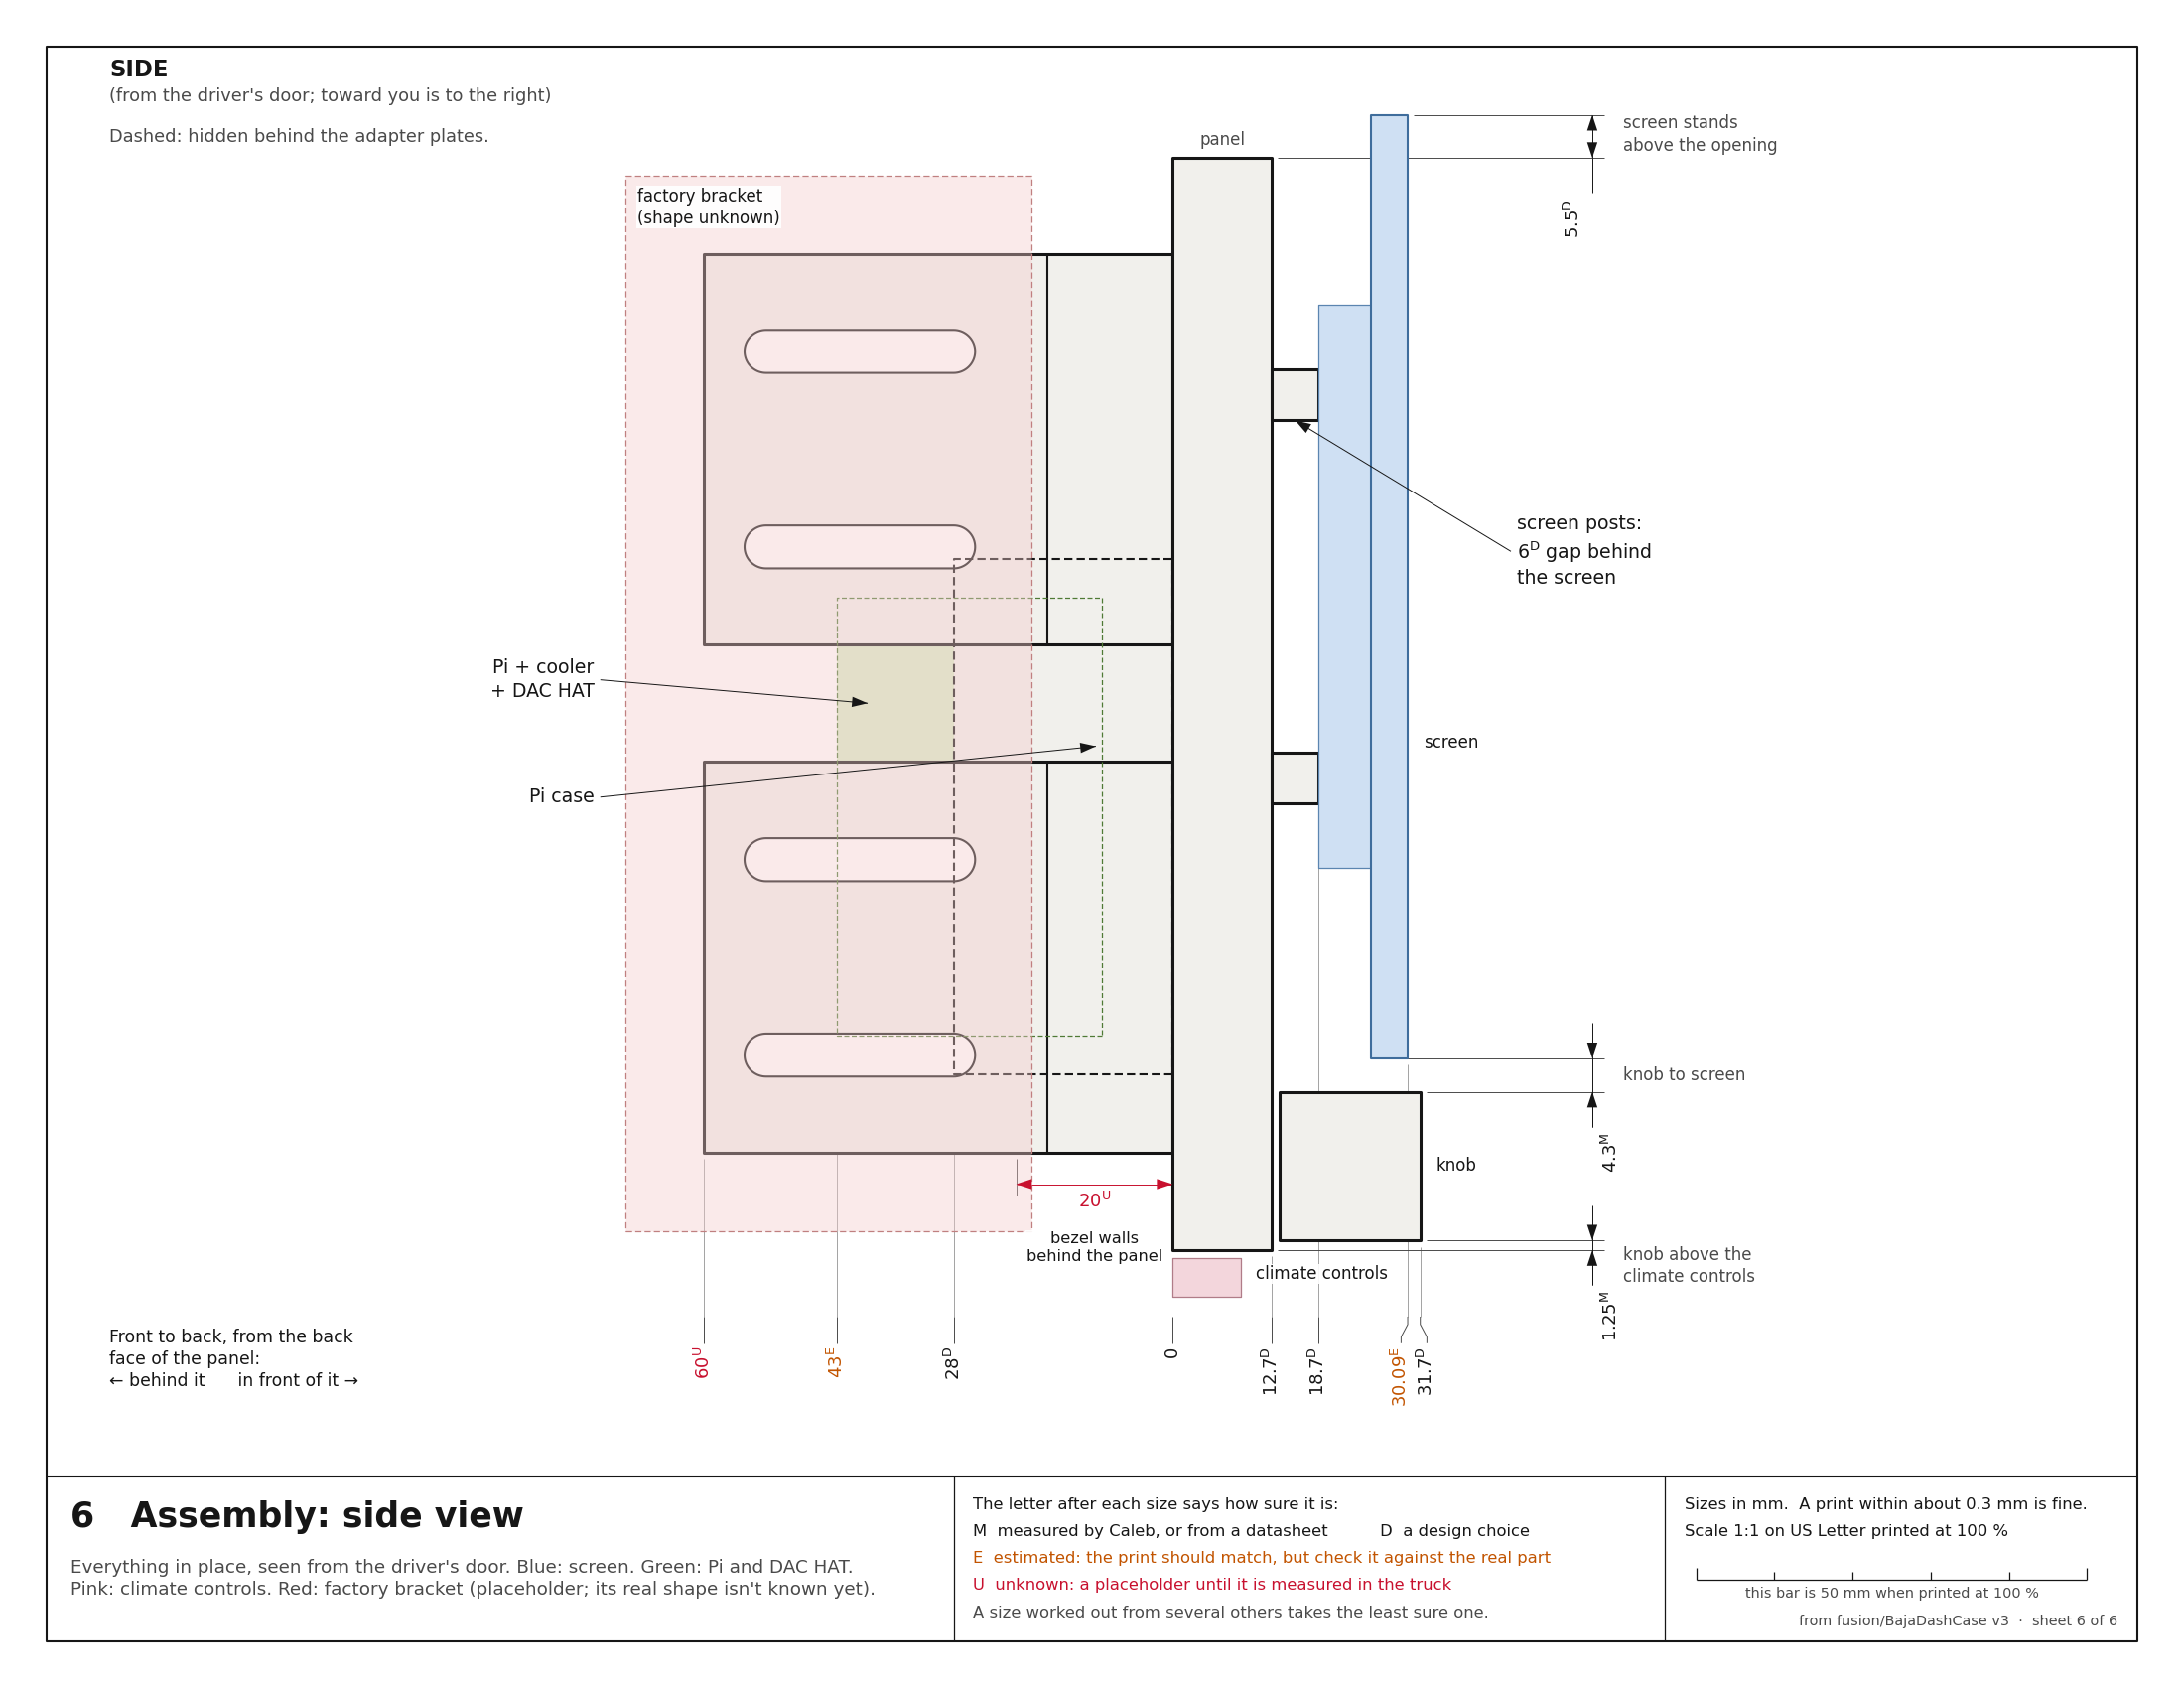 SIDE
(from the driver's door; toward you is to the right)
Dashed: hidden behind the adapter plates.
panel
screen stands
above the opening
5.5ᴰ
factory bracket
(shape unknown)
screen posts:
6ᴰ gap behind
the screen
Pi + cooler
+ DAC HAT
Pi case
screen
knob to screen
4.3ᴹ
knob
20ᵁ
bezel walls
behind the panel
climate controls
knob above the
climate controls
1.25ᴹ
Front to back, from the back
face of the panel:
← behind it in front of it →
60ᵁ
43ᴱ
28ᴰ
0
12.7ᴰ
18.7ᴰ
30.09ᴱ
31.7ᴰ
6 Assembly: side view
Everything in place, seen from the driver's door. Blue: screen. Green: Pi and DAC HAT.
Pink: climate controls. Red: factory bracket (placeholder; its real shape isn't known yet).
The letter after each size says how sure it is:
M measured by Caleb, or from a datasheet D a design choice
E estimated: the print should match, but check it against the real part
U unknown: a placeholder until it is measured in the truck
A size worked out from several others takes the least sure one.
Sizes in mm. A print within about 0.3 mm is fine.
Scale 1:1 on US Letter printed at 100 %
this bar is 50 mm when printed at 100 %
from fusion/BajaDashCase v3 · sheet 6 of 6